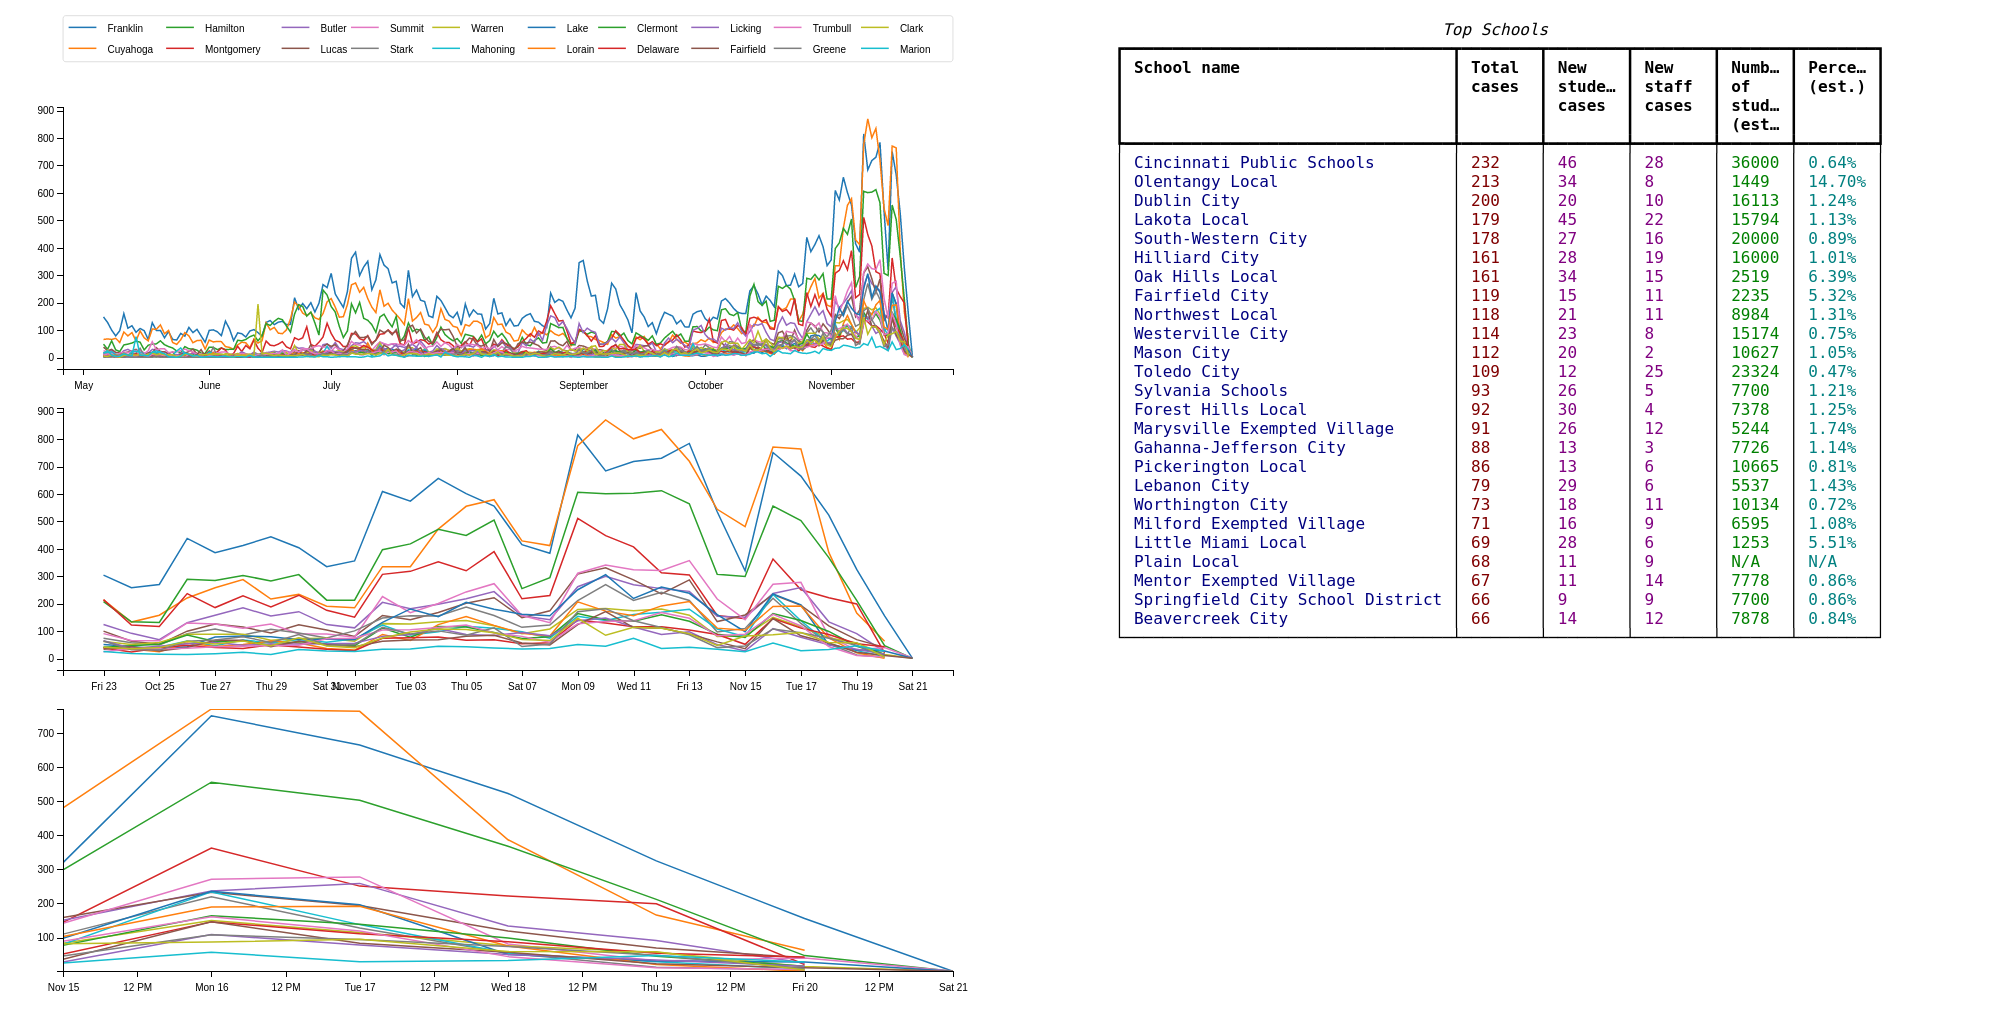 Franklin Hamilton Butler Summit Warren Lake Clermont Licking Trumbull Clark
Cuyahoga Montgomery Lucas Stark Mahoning Lorain Delaware Fairfield Greene Marion
900
800
700
600
500
400
300
200
100
0
May June July August September October November
900
800
700
600
500
400
300
200
100
0
Fri 23 Oct 25 Tue 27 Thu 29 Sat 31 November Tue 03 Thu 05 Sat 07 Mon 09 Wed 11 Fri 13 Nov 15 Tue 17 Thu 19 Sat 21
700
600
500
400
300
200
100
Nov 15 12 PM Mon 16 12 PM Tue 17 12 PM Wed 18 12 PM Thu 19 12 PM Fri 20 12 PM Sat 21
Top Schools
School name Total New New Numb… Perce…
cases stude… staff of (est.)
cases cases stud…
(est…
Cincinnati Public Schools 232 46 28 36000 0.64%
Olentangy Local 213 34 8 1449 14.70%
Dublin City 200 20 10 16113 1.24%
Lakota Local 179 45 22 15794 1.13%
South-Western City 178 27 16 20000 0.89%
Hilliard City 161 28 19 16000 1.01%
Oak Hills Local 161 34 15 2519 6.39%
Fairfield City 119 15 11 2235 5.32%
Northwest Local 118 21 11 8984 1.31%
Westerville City 114 23 8 15174 0.75%
Mason City 112 20 2 10627 1.05%
Toledo City 109 12 25 23324 0.47%
Sylvania Schools 93 26 5 7700 1.21%
Forest Hills Local 92 30 4 7378 1.25%
Marysville Exempted Village 91 26 12 5244 1.74%
Gahanna-Jefferson City 88 13 3 7726 1.14%
Pickerington Local 86 13 6 10665 0.81%
Lebanon City 79 29 6 5537 1.43%
Worthington City 73 18 11 10134 0.72%
Milford Exempted Village 71 16 9 6595 1.08%
Little Miami Local 69 28 6 1253 5.51%
Plain Local 68 11 9 N/A N/A
Mentor Exempted Village 67 11 14 7778 0.86%
Springfield City School District 66 9 9 7700 0.86%
Beavercreek City 66 14 12 7878 0.84%